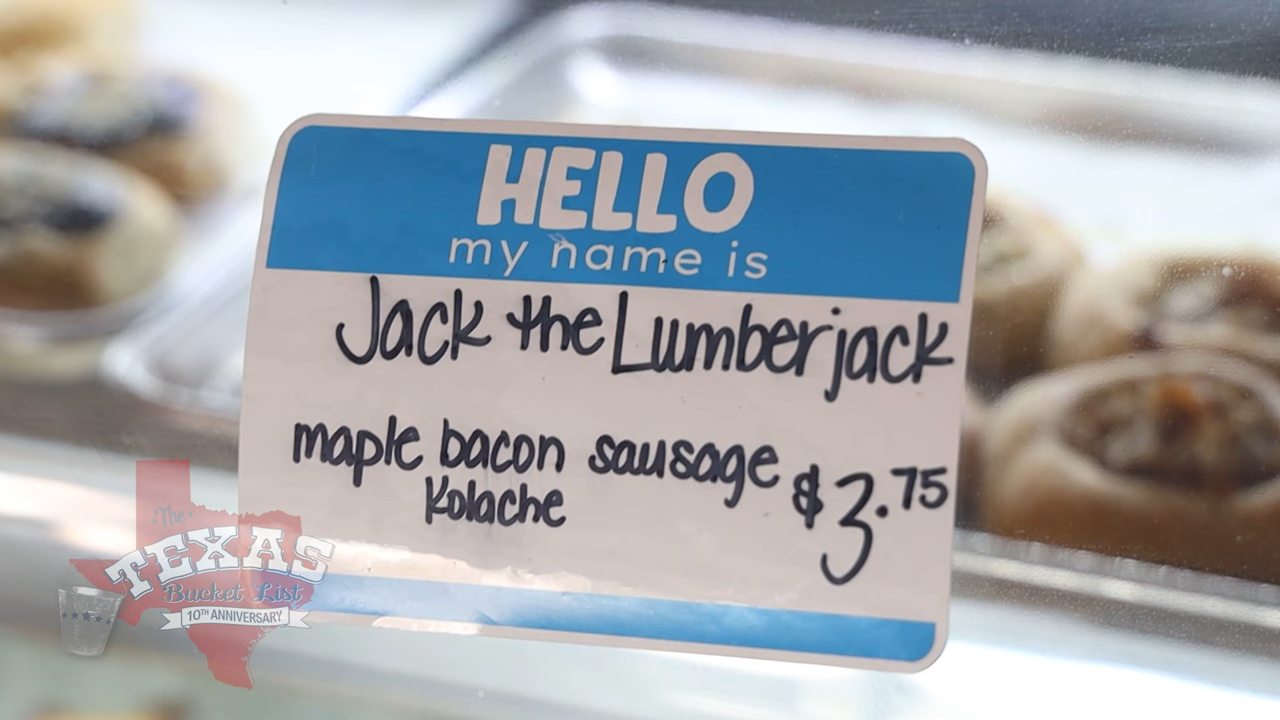 HELLO
my name is
Jack the Lumberjack
maple bacon sausage
Kolache
$3.75
The
TEXAS
Bucket List
10TH ANNIVERSARY